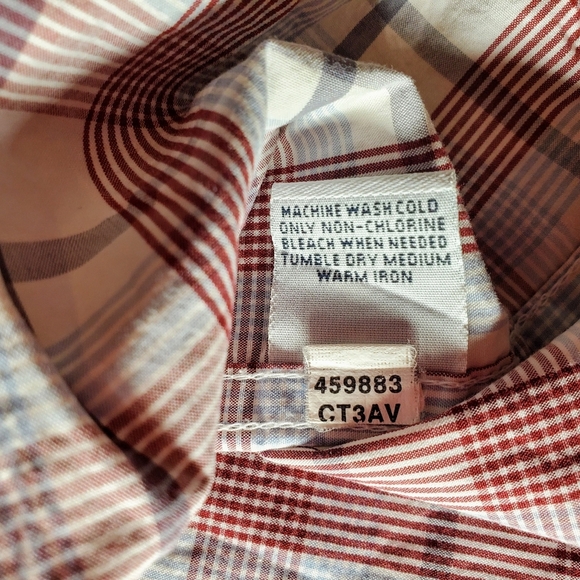 MACHINE WASH COLD
ONLY NON-CHLORINE
BLEACH WHEN NEEDED
TUMBLE DRY MEDIUM
WARM IRON
459883
CT3AV